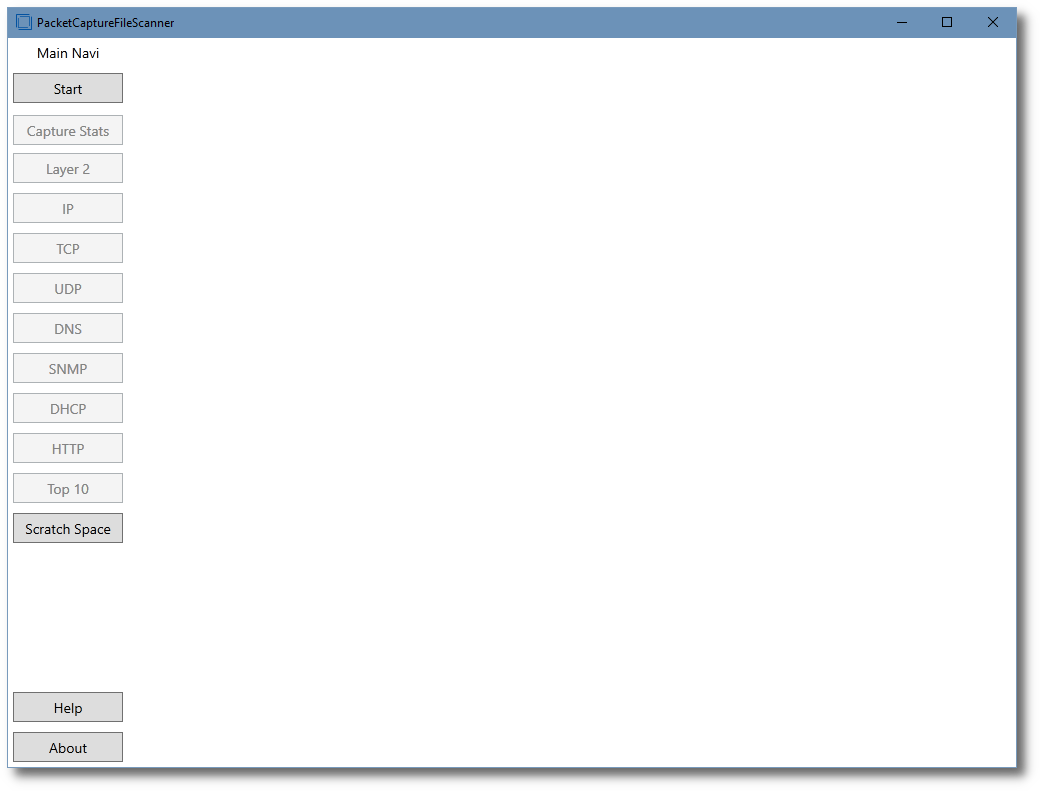 PacketCaptureFileScanner
Main Navi
Start
Capture Stats
Layer 2
IP
TCP
UDP
DNS
SNMP
DHCP
HTTP
Top 10
Scratch Space
Help
About